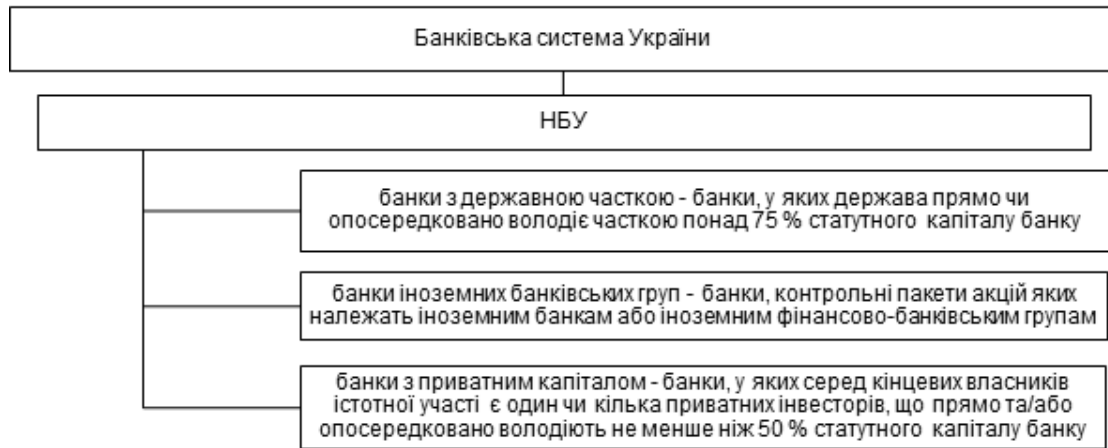 Банківська система України
НБУ
банки з державною часткою - банки, у яких держава прямо чи
опосередковано володіє часткою понад 75 % статутного капіталу банку
банки іноземних банківських груп - банки, контрольні пакети акцій яких
належать іноземним банкам або іноземним фінансово-банківським групам
банки з приватним капіталом - банки, у яких серед кінцевих власників
істотної участі є один чи кілька приватних інвесторів, що прямо та/або
опосередковано володіють не менше ніж 50 % статутного капіталу банку